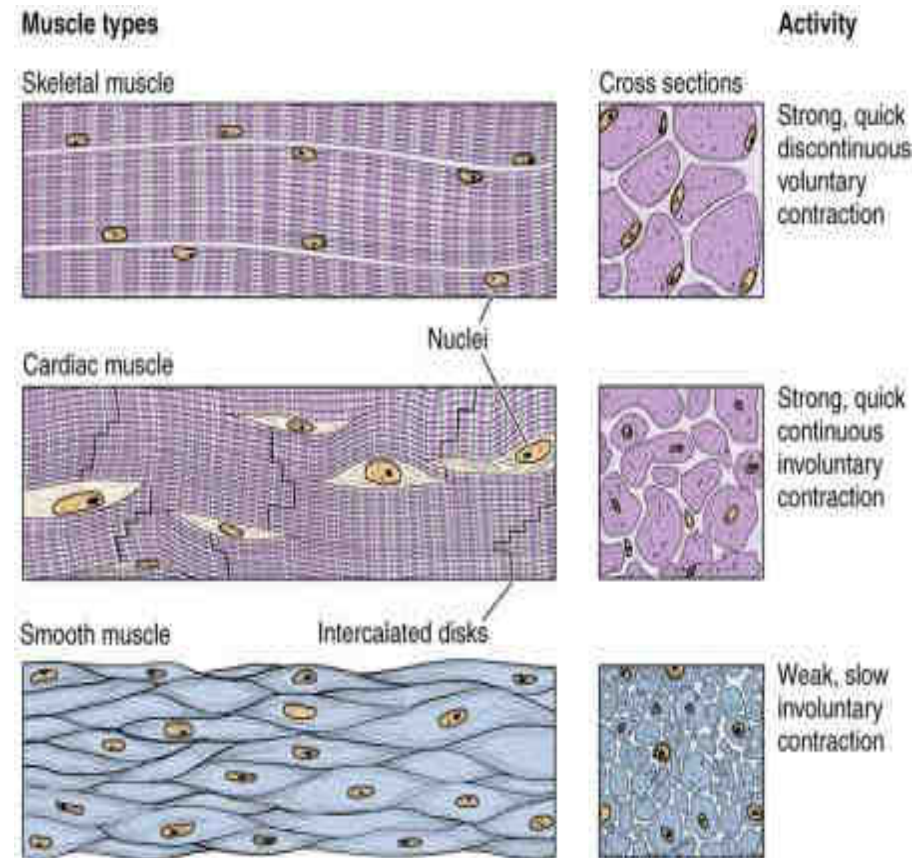 Muscle types
Activity
Skeletal muscle
Cross sections
Strong, quick
discontinuous
voluntary
contraction
Nuclei
Cardiac muscle
Strong, quick
continuous
involuntary
contraction
Smooth muscle
Intercaiated disks
Weak, slow
involuntary
contraction